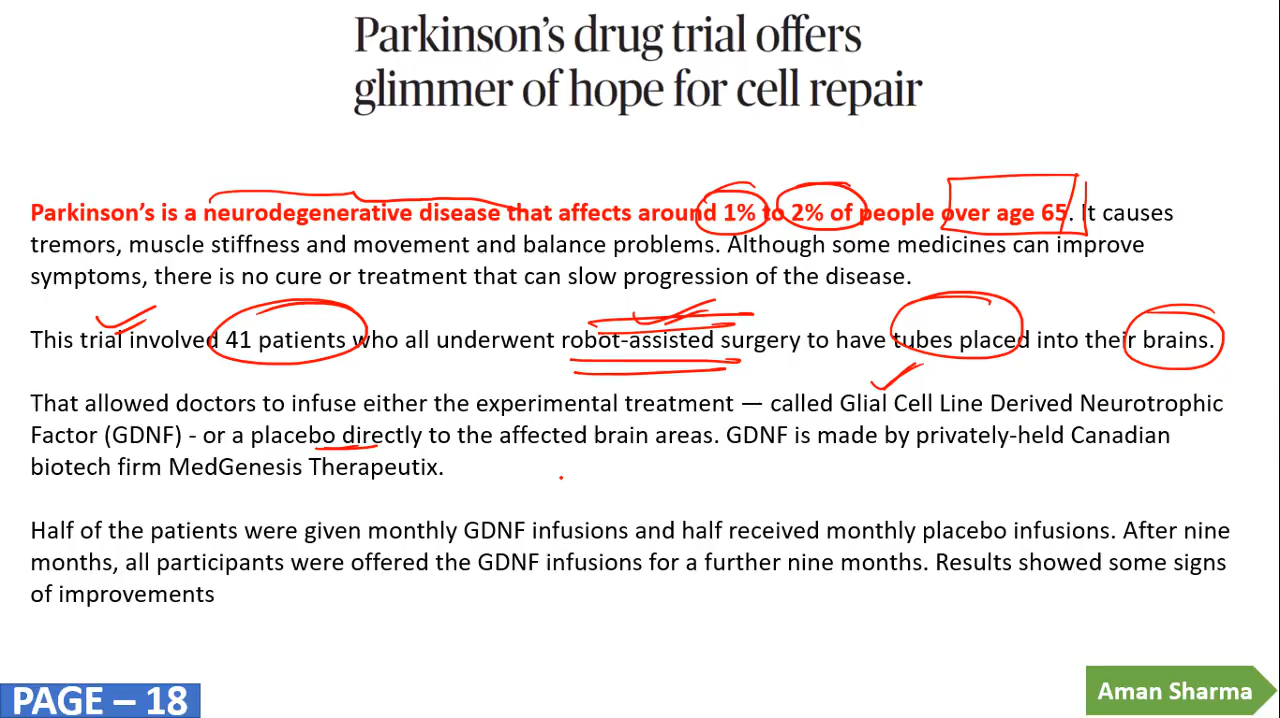 Parkinson's drug trial offers
glimmer of hope for cell repair
Parkinson's is a neurodegenerative disease that affects around 1% to 2% of people over age 65. It causes
tremors, muscle stiffness and movement and balance problems. Although some medicines can improve
symptoms, there is no cure or treatment that can slow progression of the disease.
This trial involved 41 patients who all underwent robot-assisted surgery to have tubes placed into their brains.
That allowed doctors to infuse either the experimental treatment — called Glial Cell Line Derived Neurotrophic
Factor (GDNF) - or a placebo directly to the affected brain areas. GDNF is made by privately-held Canadian
biotech firm MedGenesis Therapeutix.
Half of the patients were given monthly GDNF infusions and half received monthly placebo infusions. After nine
months, all participants were offered the GDNF infusions for a further nine months. Results showed some signs
of improvements
PAGE – 18
Aman Sharma